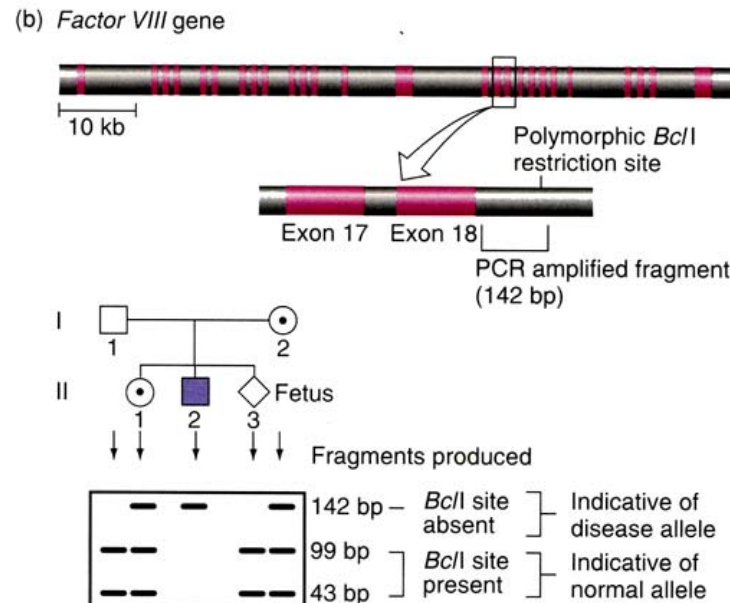 (b) Factor VIII gene
10 kb
Polymorphic BclI
restriction site
Exon 17 Exon 18
PCR amplified fragment
(142 bp)
I
1 2
II Fetus
1 2 3
Fragments produced
142 bp – BclI site absent Indicative of disease allele
99 bp
43 bp
BclI site present Indicative of normal allele